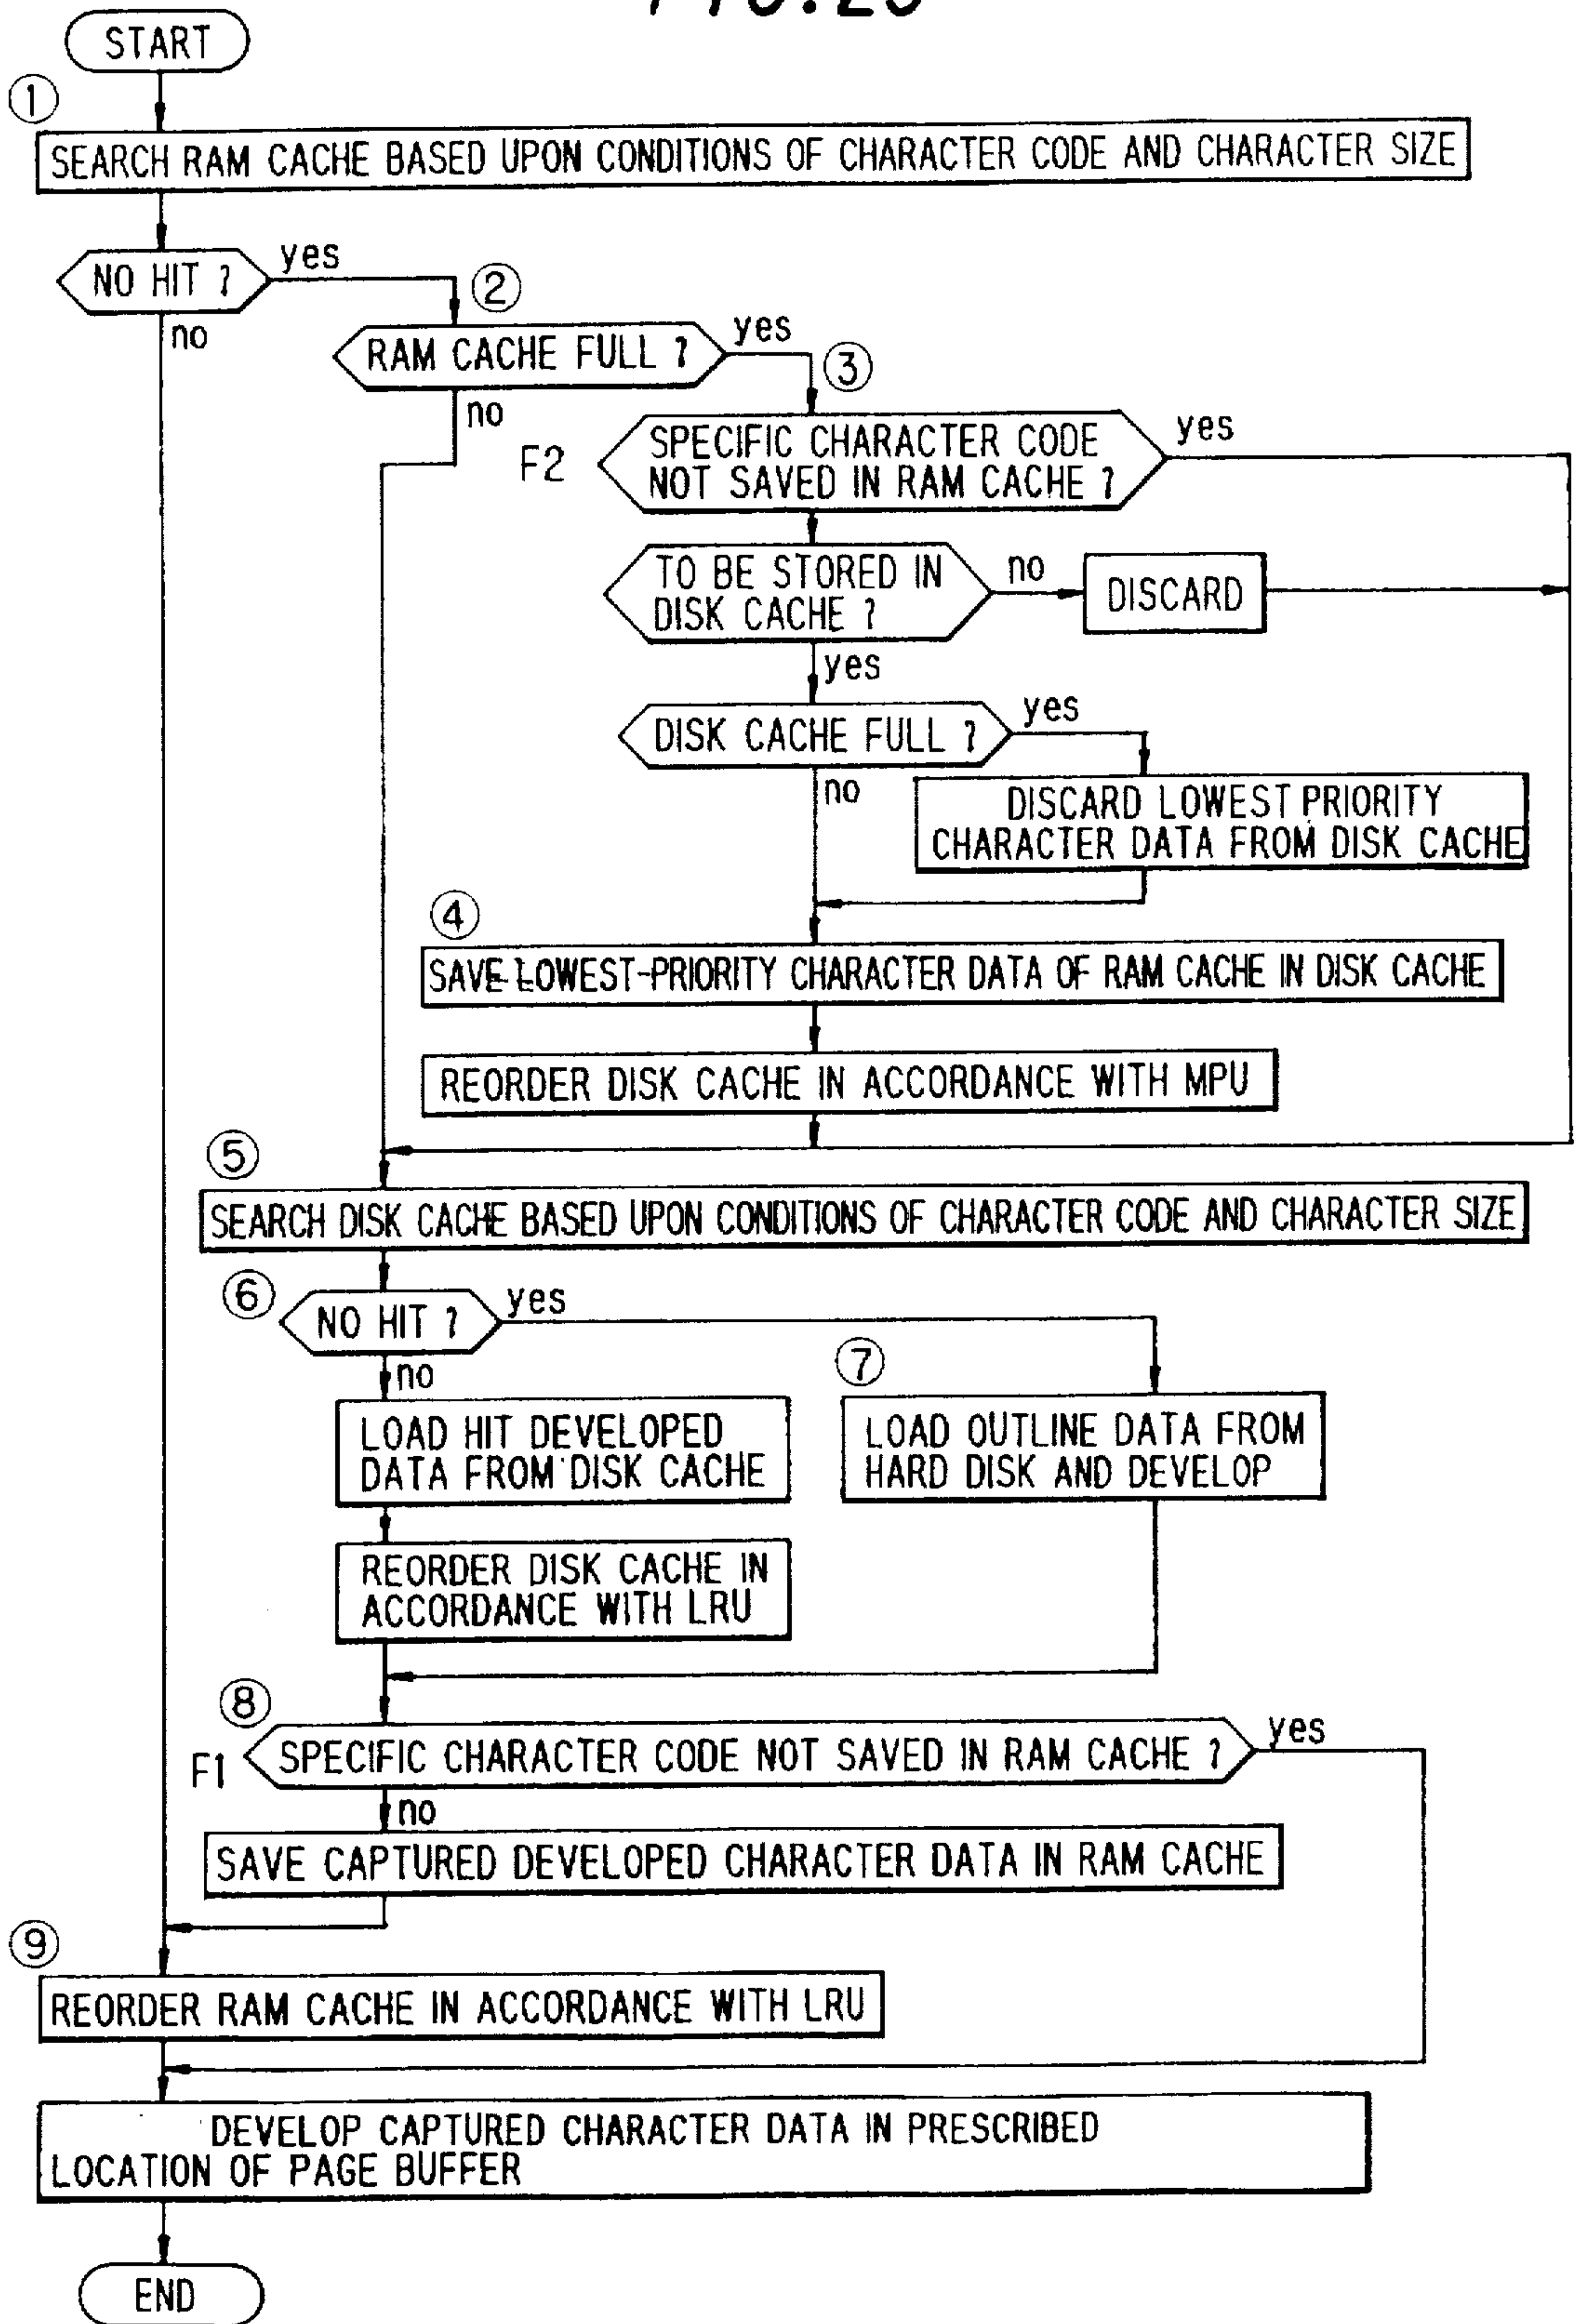 START
①
SEARCH RAM CACHE BASED UPON CONDITIONS OF CHARACTER CODE AND CHARACTER SIZE
NO HIT ?
yes
no
②
RAM CACHE FULL ?
yes
no
③
F2
SPECIFIC CHARACTER CODE
NOT SAVED IN RAM CACHE ?
yes
TO BE STORED IN
DISK CACHE ?
no
DISCARD
yes
DISK CACHE FULL ?
yes
no
DISCARD LOWEST PRIORITY
CHARACTER DATA FROM DISK CACHE
④
SAVE LOWEST-PRIORITY CHARACTER DATA OF RAM CACHE IN DISK CACHE
REORDER DISK CACHE IN ACCORDANCE WITH MPU
⑤
SEARCH DISK CACHE BASED UPON CONDITIONS OF CHARACTER CODE AND CHARACTER SIZE
⑥
NO HIT ?
yes
no
⑦
LOAD HIT DEVELOPED
DATA FROM DISK CACHE
LOAD OUTLINE DATA FROM
HARD DISK AND DEVELOP
REORDER DISK CACHE IN
ACCORDANCE WITH LRU
⑧
F1
SPECIFIC CHARACTER CODE NOT SAVED IN RAM CACHE ?
yes
no
SAVE CAPTURED DEVELOPED CHARACTER DATA IN RAM CACHE
⑨
REORDER RAM CACHE IN ACCORDANCE WITH LRU
DEVELOP CAPTURED CHARACTER DATA IN PRESCRIBED
LOCATION OF PAGE BUFFER
END